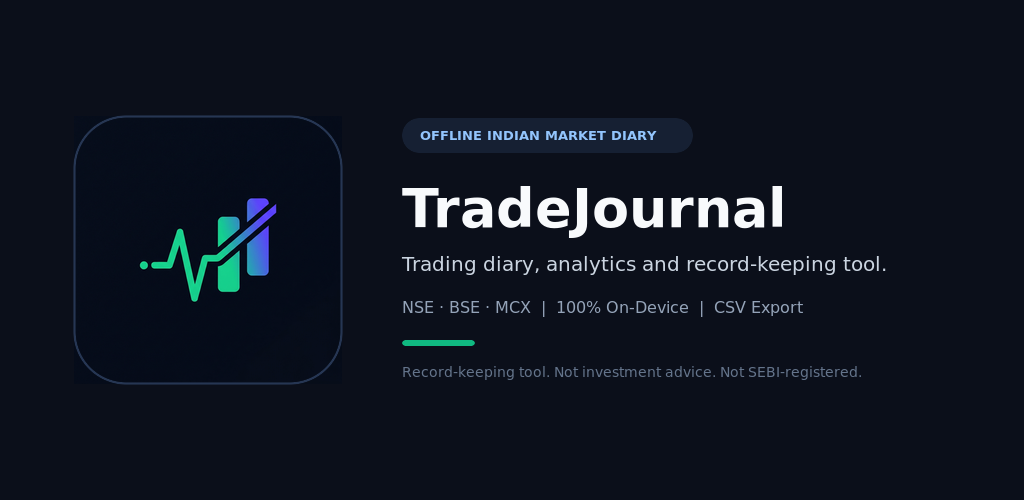 OFFLINE INDIAN MARKET DIARY
TradeJournal
Trading diary, analytics and record-keeping tool.
NSE · BSE · MCX | 100% On-Device | CSV Export
Record-keeping tool. Not investment advice. Not SEBI-registered.